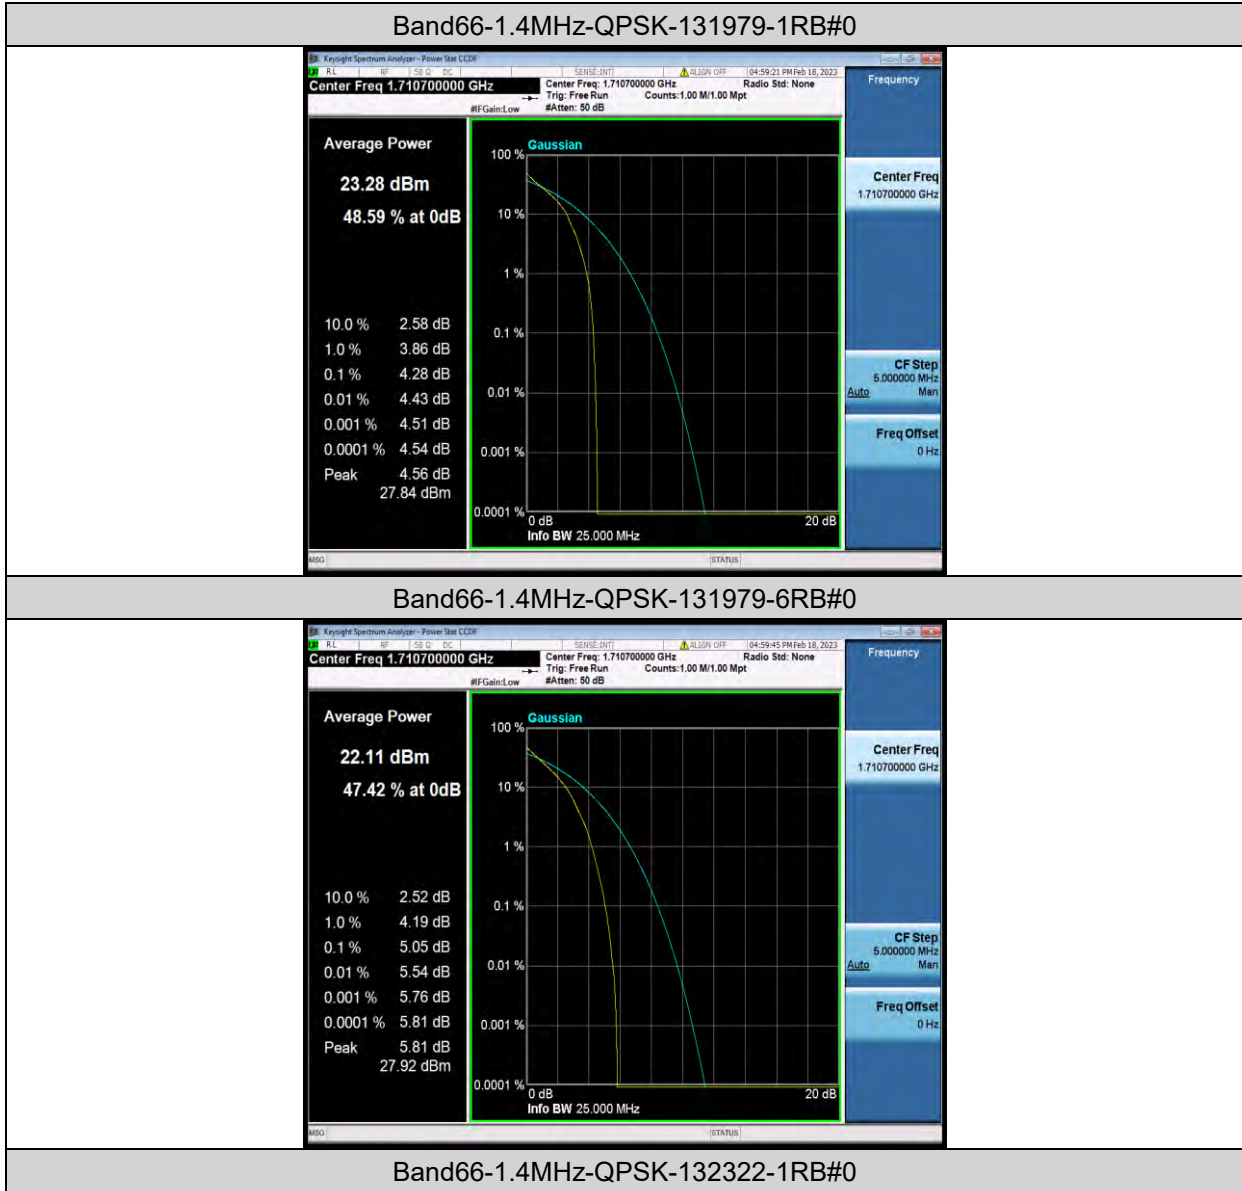 Band66-1.4MHz-QPSK-131979-1RB#0
Keysight Spectrum Analyzer - Power Stat CCDF
RL RF 50 Ω DC SENSE:INT ALIGN OFF 04:59:21 PM Feb 18, 2023
Center Freq 1.710700000 GHz Center Freq: 1.710700000 GHz Radio Std: None
Trig: Free Run Counts:1.00 M/1.00 Mpt
#IFGain:Low #Atten: 50 dB
Frequency
Average Power
23.28 dBm
48.59 % at 0dB
10.0 % 2.58 dB
1.0 % 3.86 dB
0.1 % 4.28 dB
0.01 % 4.43 dB
0.001 % 4.51 dB
0.0001 % 4.54 dB
Peak 4.56 dB
27.84 dBm
Gaussian
100 %
10 %
1 %
0.1 %
0.01 %
0.001 %
0.0001 %
0 dB 20 dB
Info BW 25.000 MHz
Center Freq
1.710700000 GHz
CF Step
5.000000 MHz
Auto Man
Freq Offset
0 Hz
MSG STATUS
Band66-1.4MHz-QPSK-131979-6RB#0
Keysight Spectrum Analyzer - Power Stat CCDF
RL RF 50 Ω DC SENSE:INT ALIGN OFF 04:59:45 PM Feb 18, 2023
Center Freq 1.710700000 GHz Center Freq: 1.710700000 GHz Radio Std: None
Trig: Free Run Counts:1.00 M/1.00 Mpt
#IFGain:Low #Atten: 50 dB
Frequency
Average Power
22.11 dBm
47.42 % at 0dB
10.0 % 2.52 dB
1.0 % 4.19 dB
0.1 % 5.05 dB
0.01 % 5.54 dB
0.001 % 5.76 dB
0.0001 % 5.81 dB
Peak 5.81 dB
27.92 dBm
Gaussian
100 %
10 %
1 %
0.1 %
0.01 %
0.001 %
0.0001 %
0 dB 20 dB
Info BW 25.000 MHz
Center Freq
1.710700000 GHz
CF Step
5.000000 MHz
Auto Man
Freq Offset
0 Hz
MSG STATUS
Band66-1.4MHz-QPSK-132322-1RB#0